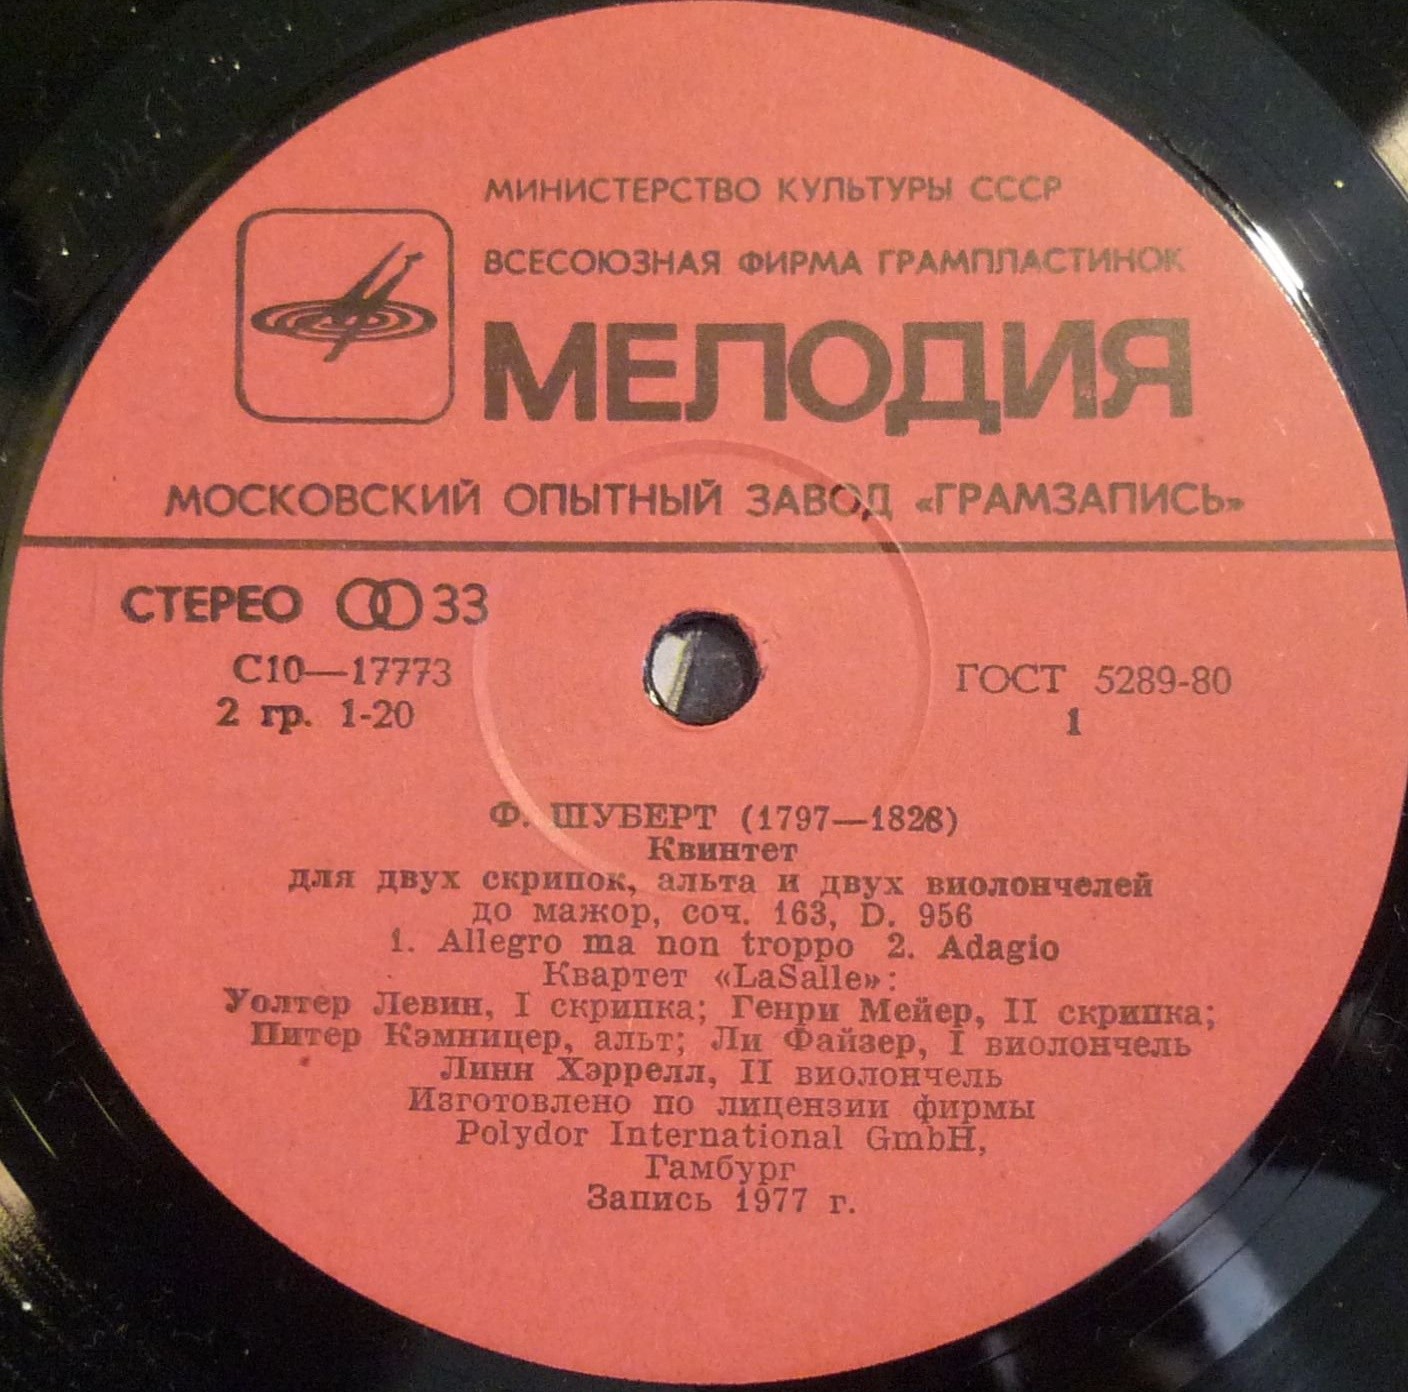 МИНИСТЕРСТВО КУЛЬТУРЫ СССР
ВСЕСОЮЗНАЯ ФИРМА ГРАМПЛАСТИНОК
МЕЛОДИЯ
МОСКОВСКИЙ ОПЫТНЫЙ ЗАВОД «ГРАМЗАПИСЬ»
СТЕРЕО 33
С10—17773
2 гр. 1-20
ГОСТ 5289-80
1
Ф. ШУБЕРТ (1797—1828)
Квинтет
для двух скрипок, альта и двух виолончелей
до мажор, соч. 163, D. 956
1. Allegro ma non troppo 2. Adagio
Квартет «LaSalle»:
Уолтер Левин, I скрипка; Генри Мейер, II скрипка;
Питер Кэмницер, альт; Ли Файзер, I виолончель
Линн Хэррелл, II виолончель
Изготовлено по лицензии фирмы
Polydor International GmbH,
Гамбург
Запись 1977 г.